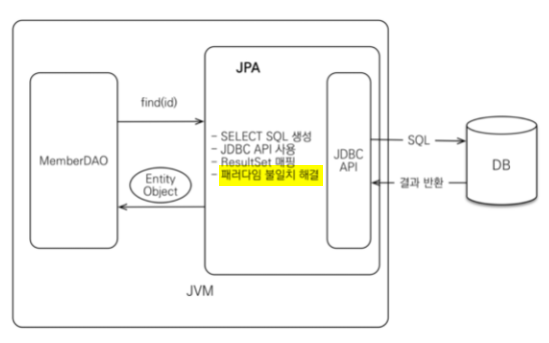 JPA
find(id)
- SELECT SQL 생성
- JDBC API 사용
- ResultSet 매핑
- 패러다임 불일치 해결
MemberDAO
Entity
Object
JDBC
API
SQL
결과 반환
DB
JVM